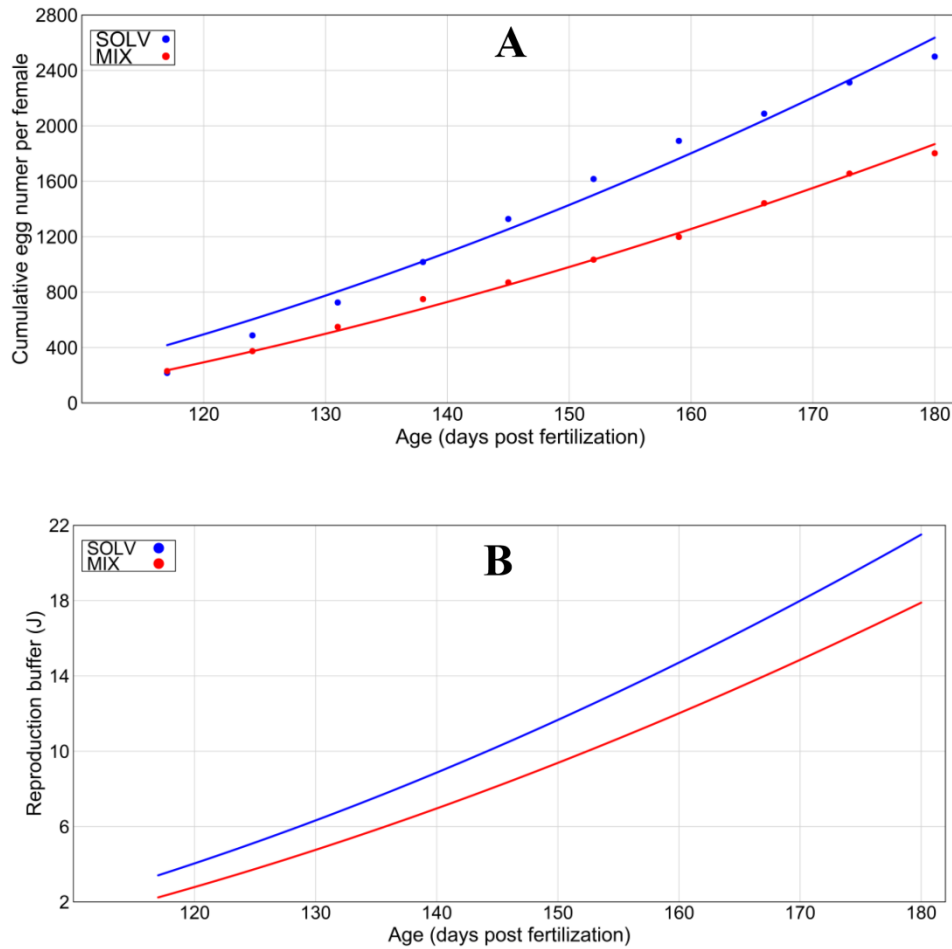 A
SOLV
MIX
2800
2400
2000
1600
1200
800
400
0
Cumulative egg numer per female
120 130 140 150 160 170 180
Age (days post fertilization)
B
SOLV
MIX
22
18
14
10
6
2
Reproduction buffer (J)
120 130 140 150 160 170 180
Age (days post fertilization)